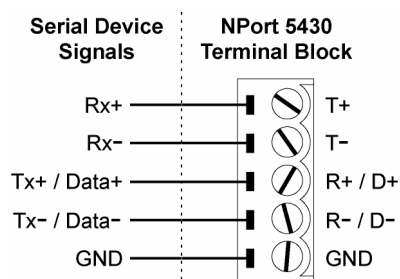 Serial Device Signals
NPort 5430 Terminal Block
Rx+ T+
Rx− T−
Tx+ / Data+ R+ / D+
Tx− / Data− R− / D−
GND GND